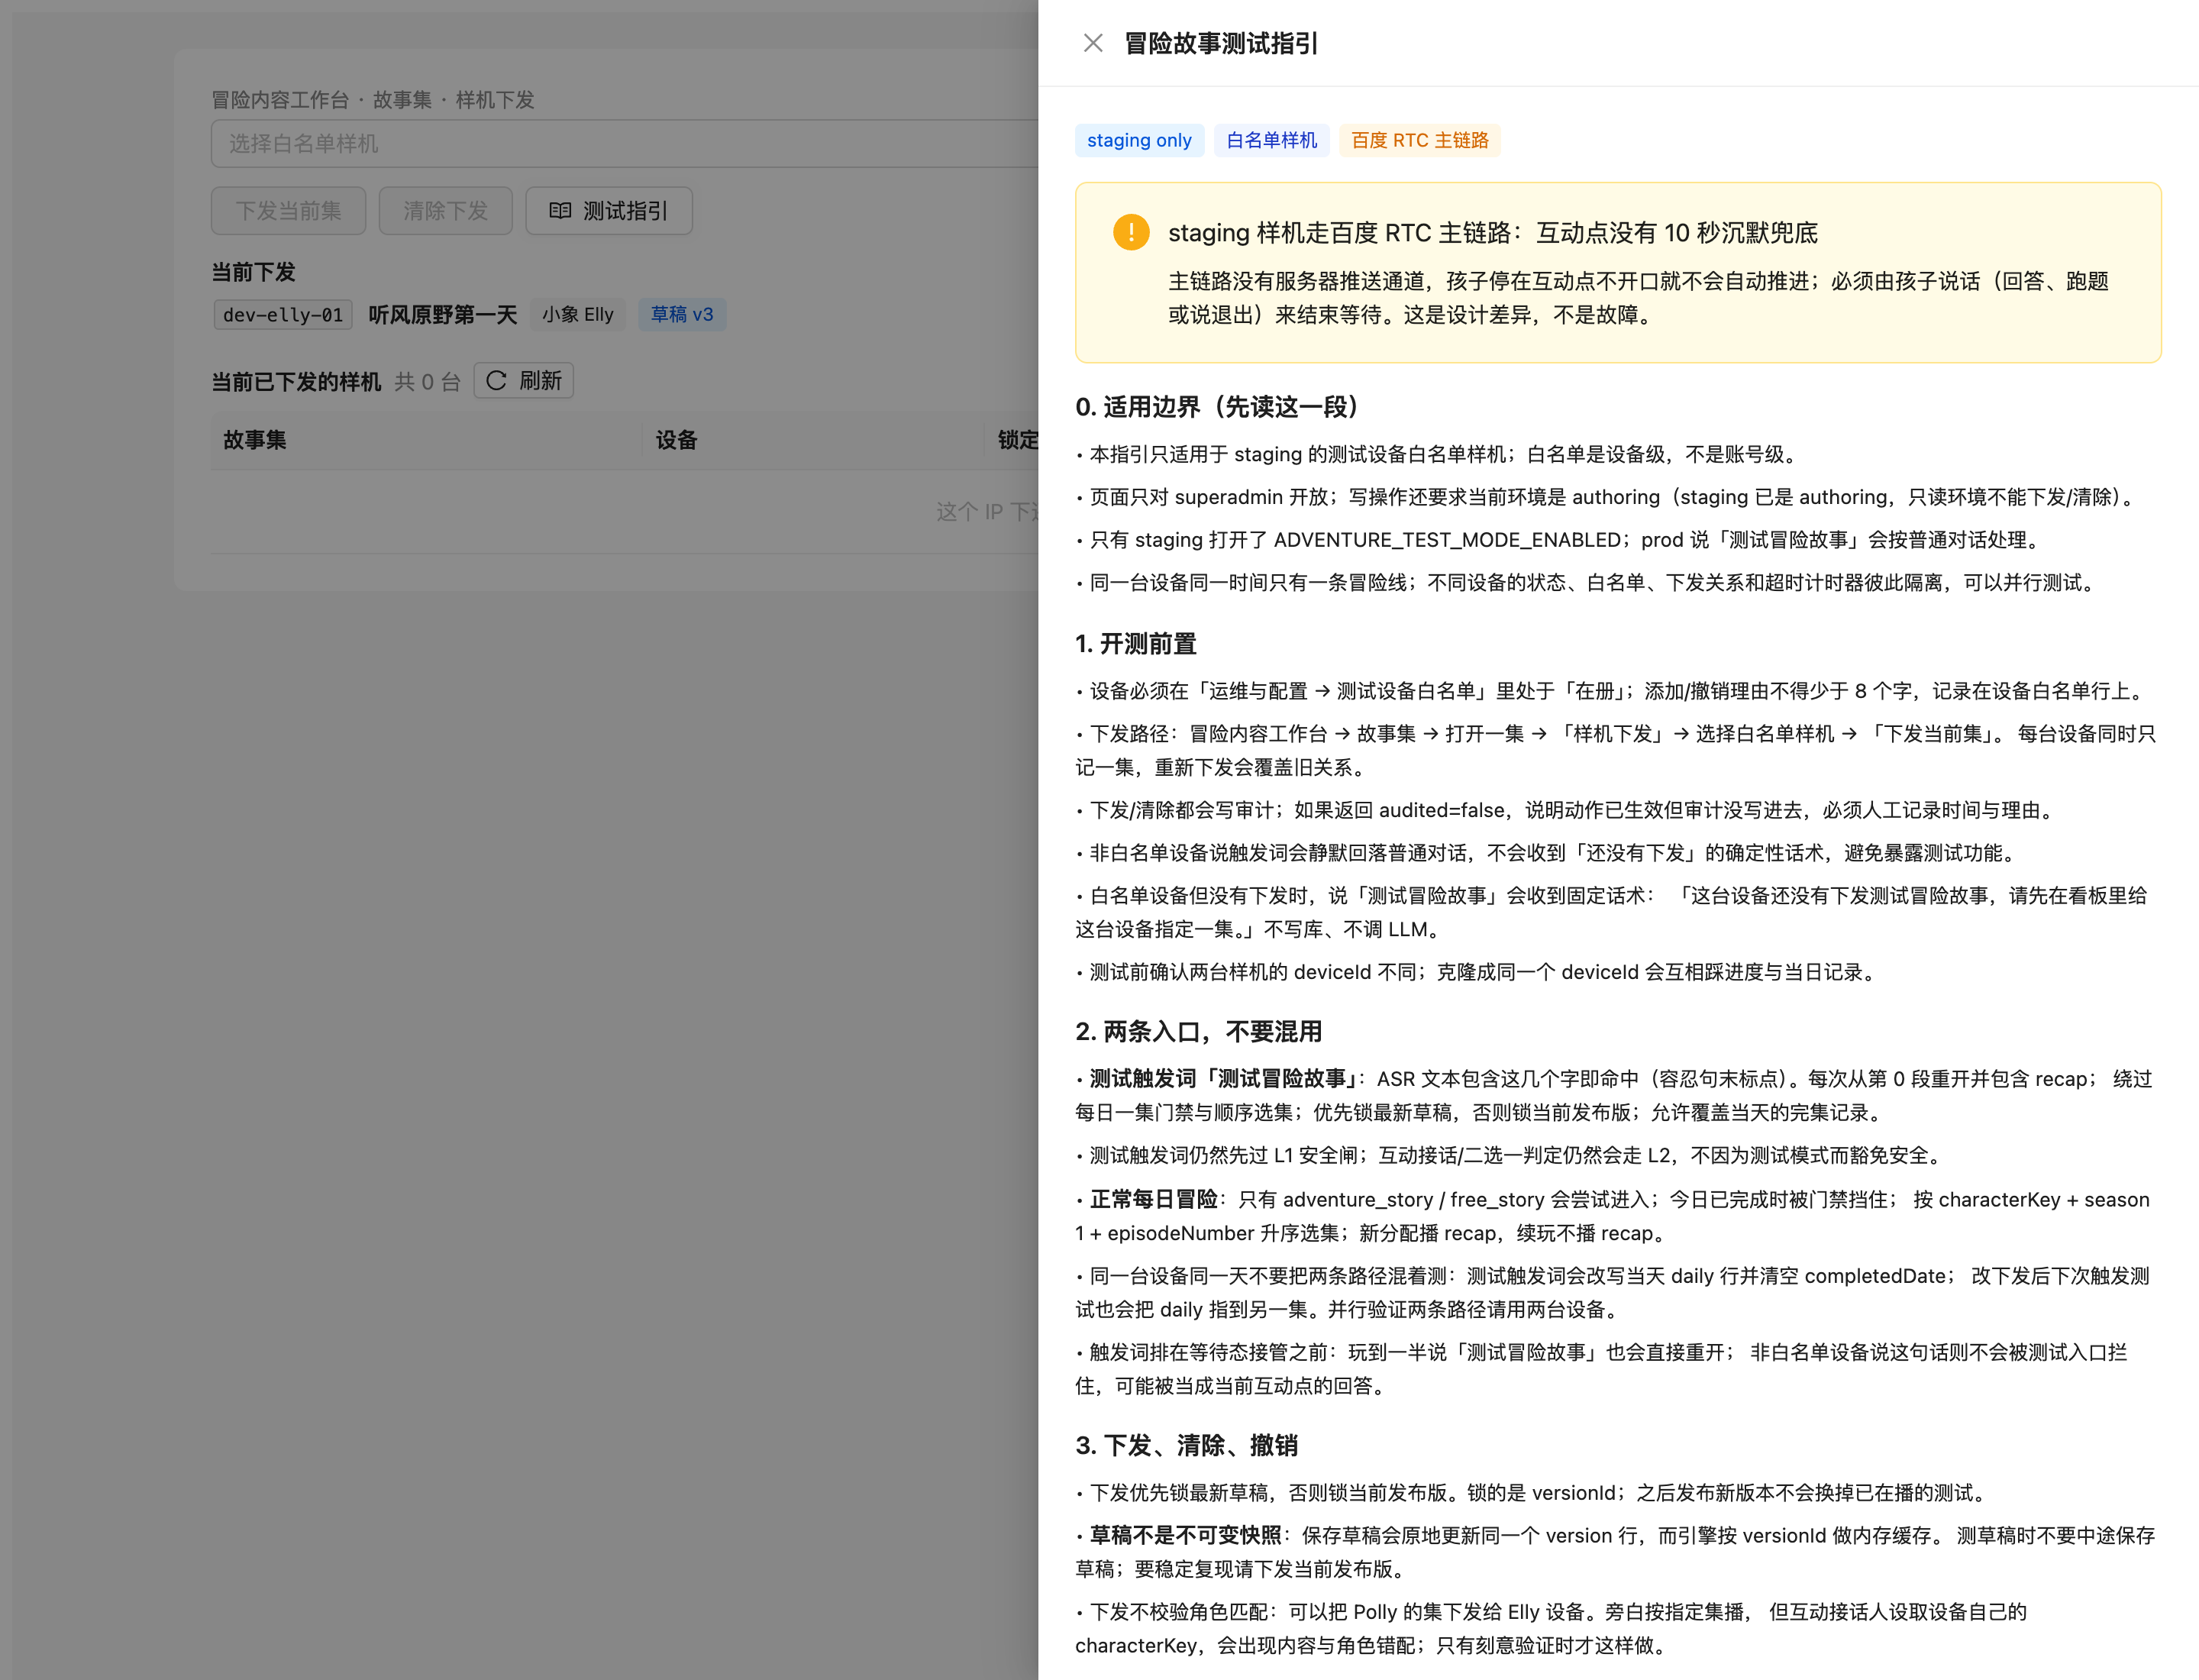 冒险内容工作台 · 故事集 · 样机下发
选择白名单样机
下发当前集
清除下发
测试指引
当前下发
dev-elly-01 听风原野第一天 小象 Elly 草稿 v3
当前已下发的样机 共 0 台 刷新
故事集 设备 锁定
这个 IP 下
冒险故事测试指引
staging only 白名单样机 百度 RTC 主链路
staging 样机走百度 RTC 主链路：互动点没有 10 秒沉默兜底
主链路没有服务器推送通道，孩子停在互动点不开口就不会自动推进；必须由孩子说话（回答、跑题
或说退出）来结束等待。这是设计差异，不是故障。
0. 适用边界（先读这一段）
• 本指引只适用于 staging 的测试设备白名单样机；白名单是设备级，不是账号级。
• 页面只对 superadmin 开放；写操作还要求当前环境是 authoring（staging 已是 authoring，只读环境不能下发/清除）。
• 只有 staging 打开了 ADVENTURE_TEST_MODE_ENABLED；prod 说「测试冒险故事」会按普通对话处理。
• 同一台设备同一时间只有一条冒险线；不同设备的状态、白名单、下发关系和超时计时器彼此隔离，可以并行测试。
1. 开测前置
• 设备必须在「运维与配置 → 测试设备白名单」里处于「在册」；添加/撤销理由不得少于 8 个字，记录在设备白名单行上。
• 下发路径：冒险内容工作台 → 故事集 → 打开一集 → 「样机下发」→ 选择白名单样机 → 「下发当前集」。 每台设备同时只
记一集，重新下发会覆盖旧关系。
• 下发/清除都会写审计；如果返回 audited=false，说明动作已生效但审计没写进去，必须人工记录时间与理由。
• 非白名单设备说触发词会静默回落普通对话，不会收到「还没有下发」的确定性话术，避免暴露测试功能。
• 白名单设备但没有下发时，说「测试冒险故事」会收到固定话术： 「这台设备还没有下发测试冒险故事，请先在看板里给
这台设备指定一集。」不写库、不调 LLM。
• 测试前确认两台样机的 deviceId 不同；克隆成同一个 deviceId 会互相踩进度与当日记录。
2. 两条入口，不要混用
• 测试触发词「测试冒险故事」：ASR 文本包含这几个字即命中（容忍句末标点）。每次从第 0 段重开并包含 recap； 绕过
每日一集门禁与顺序选集；优先锁最新草稿，否则锁当前发布版；允许覆盖当天的完集记录。
• 测试触发词仍然先过 L1 安全闸；互动接话/二选一判定仍然会走 L2，不因为测试模式而豁免安全。
• 正常每日冒险：只有 adventure_story / free_story 会尝试进入；今日已完成时被门禁挡住； 按 characterKey + season
1 + episodeNumber 升序选集；新分配播 recap，续玩不播 recap。
• 同一台设备同一天不要把两条路径混着测：测试触发词会改写当天 daily 行并清空 completedDate； 改下发后下次触发测
试也会把 daily 指到另一集。并行验证两条路径请用两台设备。
• 触发词排在等待态接管之前：玩到一半说「测试冒险故事」也会直接重开； 非白名单设备说这句话则不会被测试入口拦
住，可能被当成当前互动点的回答。
3. 下发、清除、撤销
• 下发优先锁最新草稿，否则锁当前发布版。锁的是 versionId；之后发布新版本不会换掉已在播的测试。
• 草稿不是不可变快照：保存草稿会原地更新同一个 version 行，而引擎按 versionId 做内存缓存。 测草稿时不要中途保存
草稿；要稳定复现请下发当前发布版。
• 下发不校验角色匹配：可以把 Polly 的集下发给 Elly 设备。旁白按指定集播， 但互动接话人设取设备自己的
characterKey，会出现内容与角色错配；只有刻意验证时才这样做。